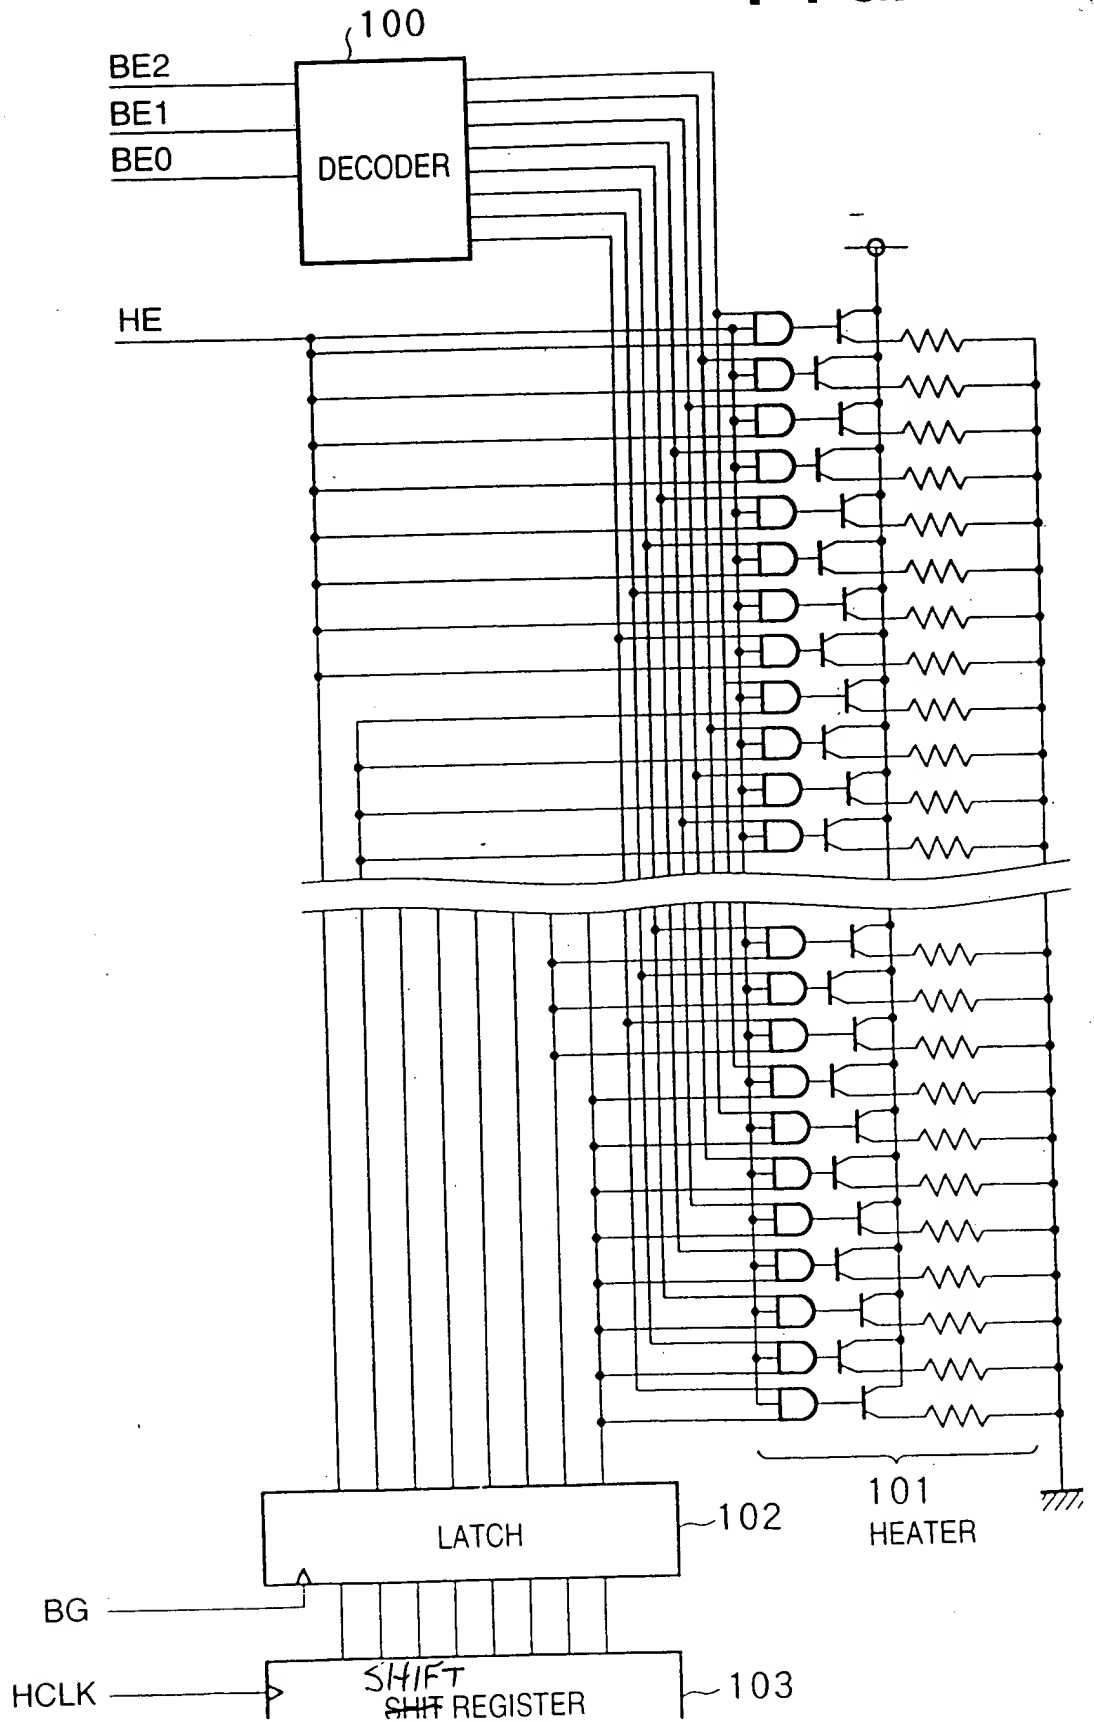 100
BE2
BE1
BE0
DECODER
HE
101
HEATER
LATCH
102
BG
SHIFT
HCLK
SHIT REGISTER
103